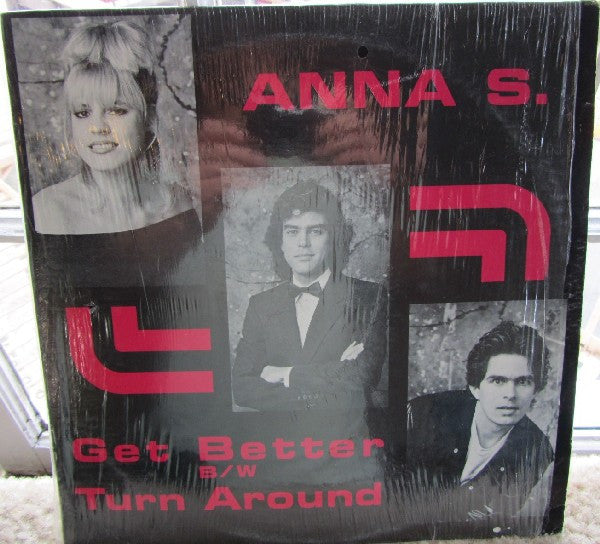 ANNA S.
Get Better
B/W
Turn Around